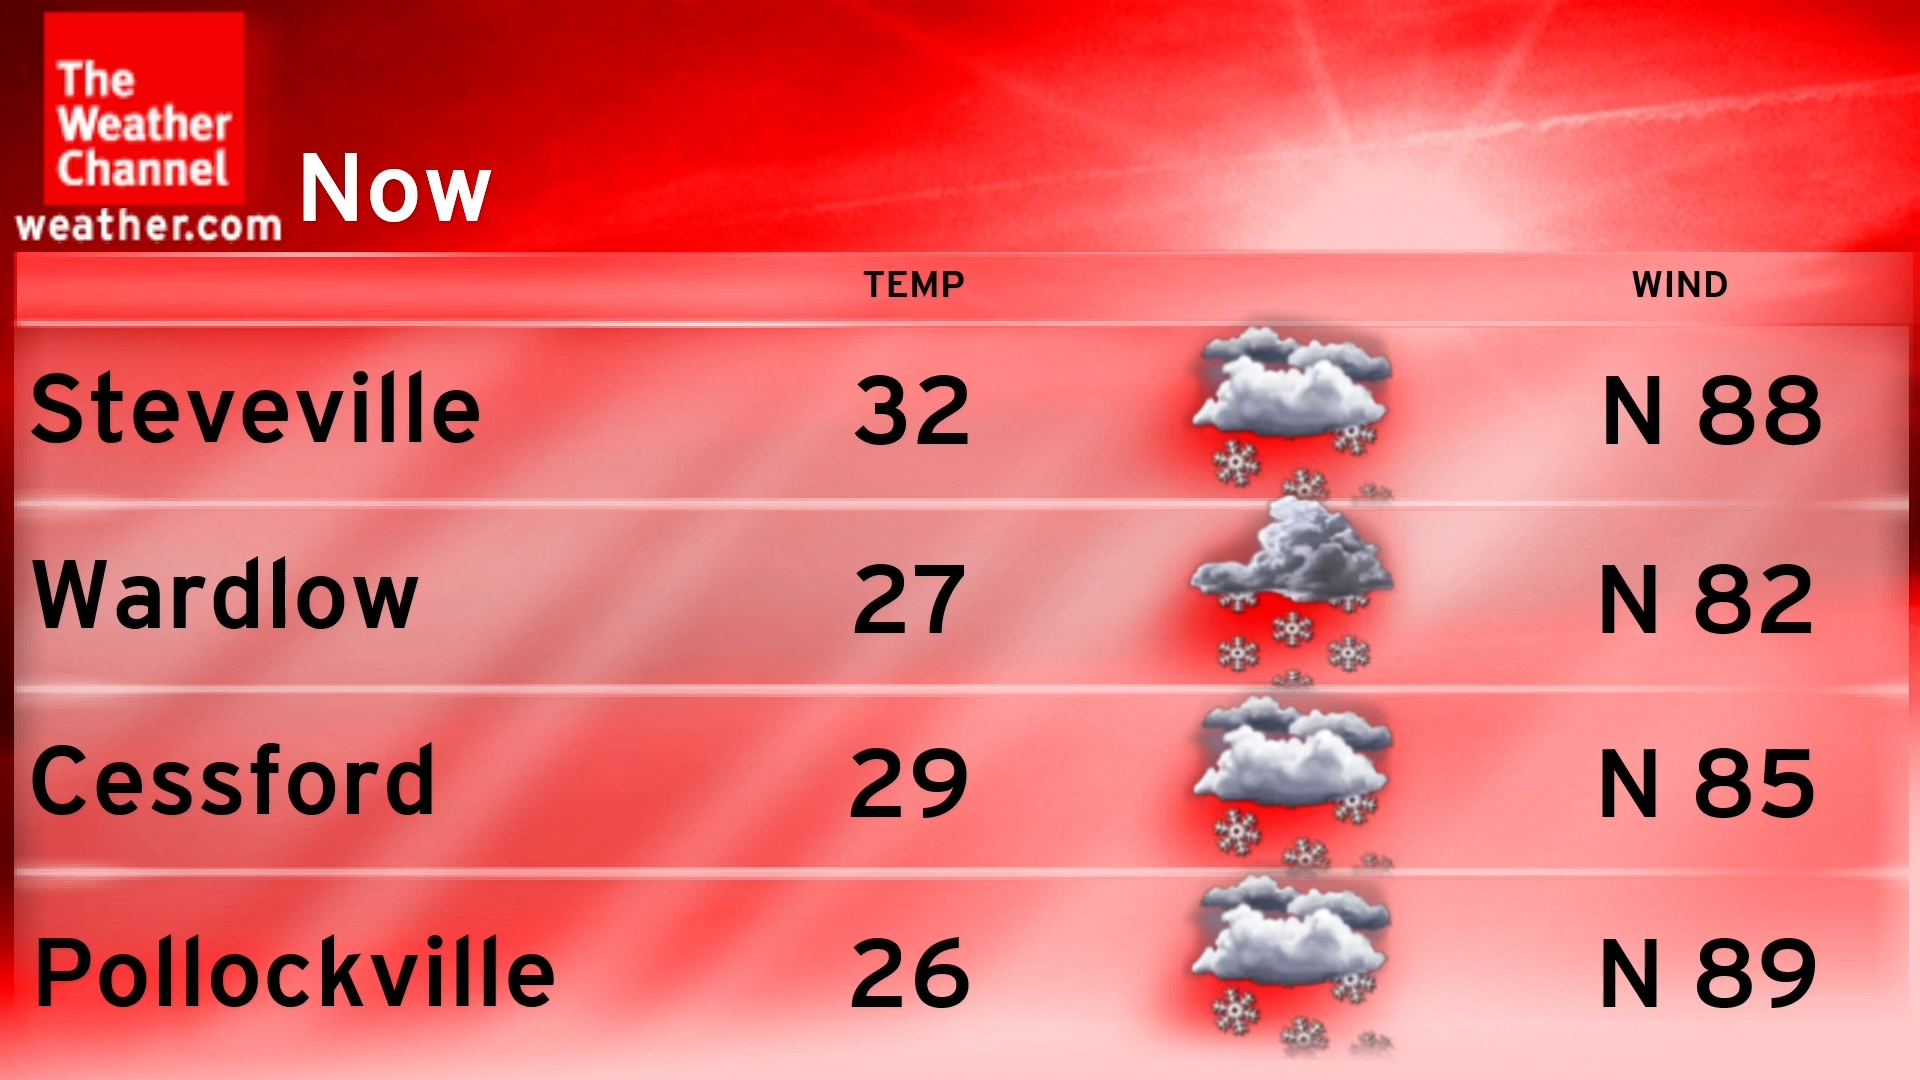 The
Weather
Channel
weather.com
Now
TEMP WIND
Steveville 32 N 88
Wardlow 27 N 82
Cessford 29 N 85
Pollockville 26 N 89